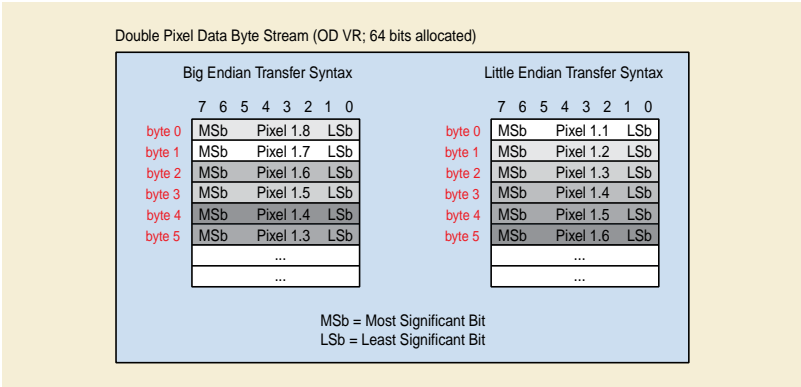 Double Pixel Data Byte Stream (OD VR; 64 bits allocated)
Big Endian Transfer Syntax
7 6 5 4 3 2 1 0
byte 0 MSb Pixel 1.8 LSb
byte 1 MSb Pixel 1.7 LSb
byte 2 MSb Pixel 1.6 LSb
byte 3 MSb Pixel 1.5 LSb
byte 4 MSb Pixel 1.4 LSb
byte 5 MSb Pixel 1.3 LSb
...
...
Little Endian Transfer Syntax
7 6 5 4 3 2 1 0
byte 0 MSb Pixel 1.1 LSb
byte 1 MSb Pixel 1.2 LSb
byte 2 MSb Pixel 1.3 LSb
byte 3 MSb Pixel 1.4 LSb
byte 4 MSb Pixel 1.5 LSb
byte 5 MSb Pixel 1.6 LSb
...
...
MSb = Most Significant Bit
LSb = Least Significant Bit